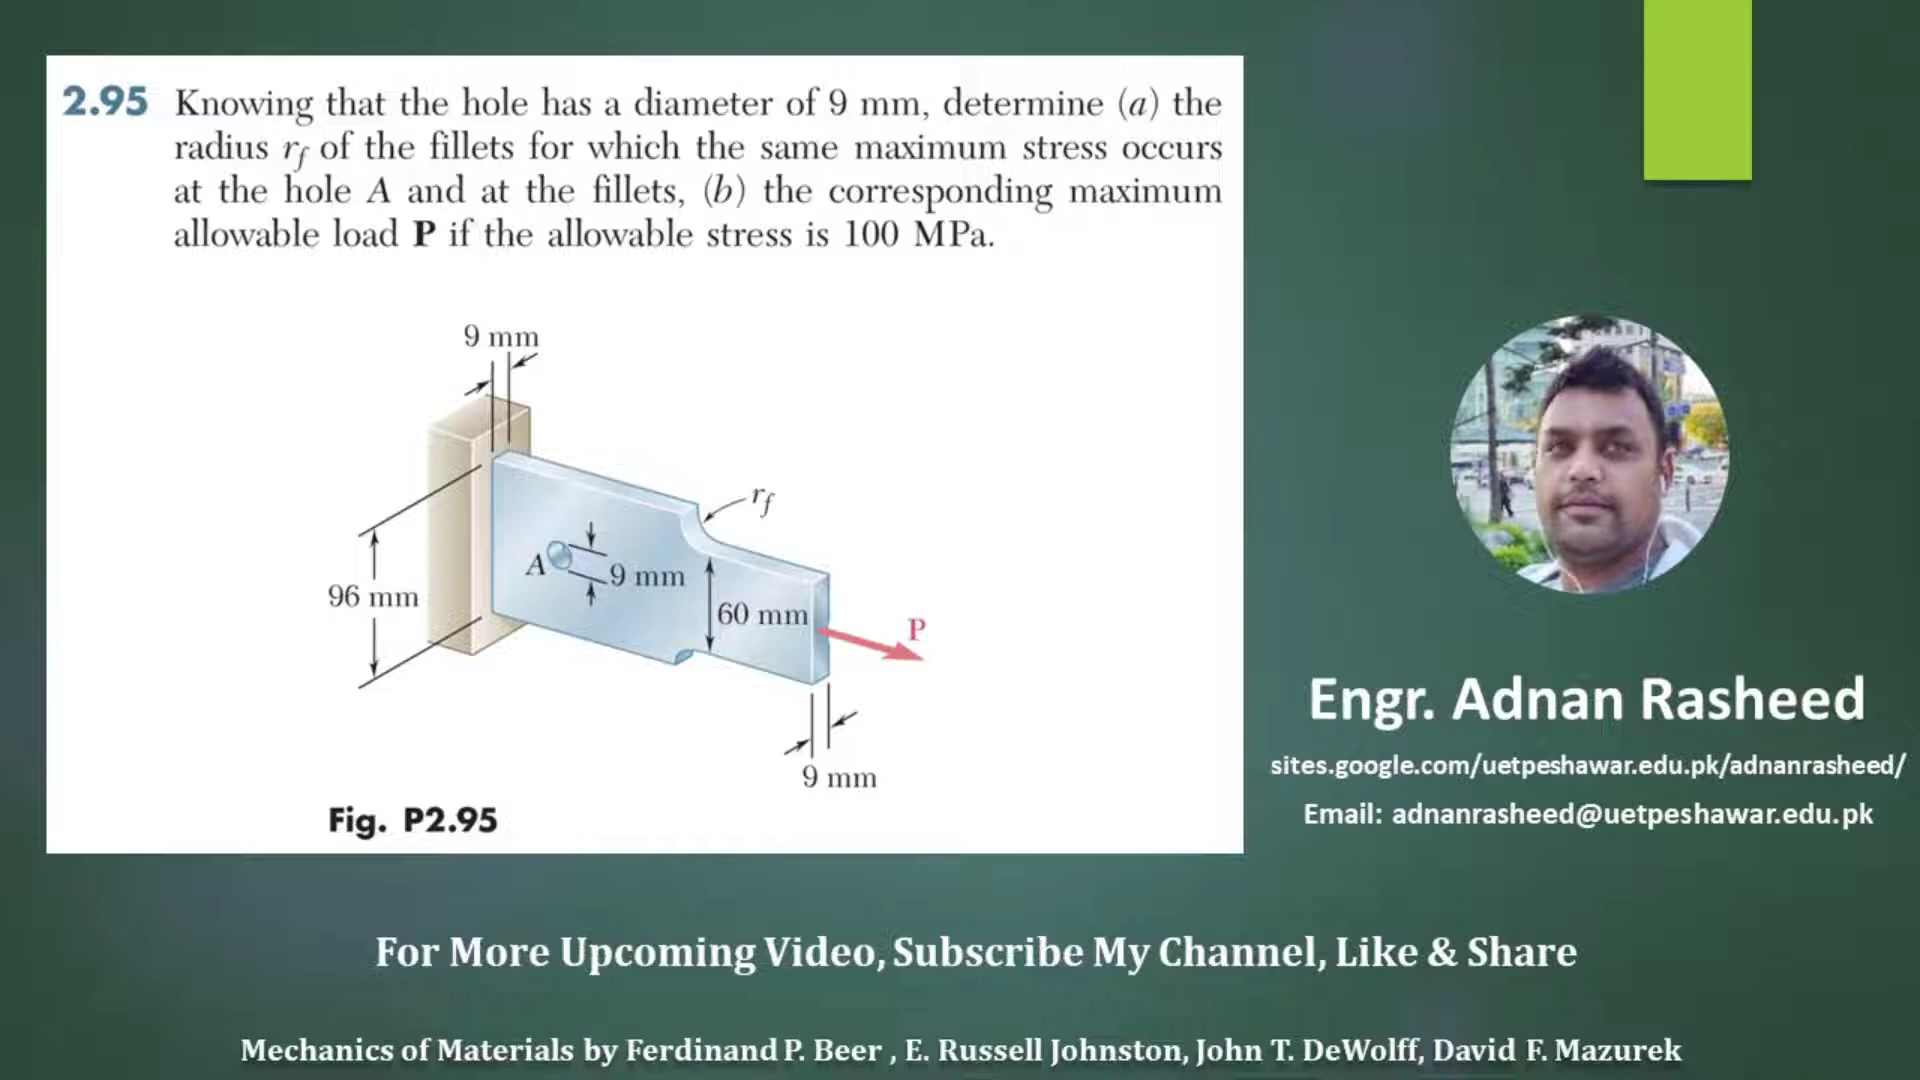 2.95 Knowing that the hole has a diameter of 9 mm, determine (a) the
radius rf of the fillets for which the same maximum stress occurs
at the hole A and at the fillets, (b) the corresponding maximum
allowable load P if the allowable stress is 100 MPa.
9 mm
rf
A
9 mm
96 mm
60 mm
P
9 mm
Fig. P2.95
Engr. Adnan Rasheed
sites.google.com/uetpeshawar.edu.pk/adnanrasheed/
Email: adnanrasheed@uetpeshawar.edu.pk
For More Upcoming Video, Subscribe My Channel, Like & Share
Mechanics of Materials by Ferdinand P. Beer , E. Russell Johnston, John T. DeWolff, David F. Mazurek